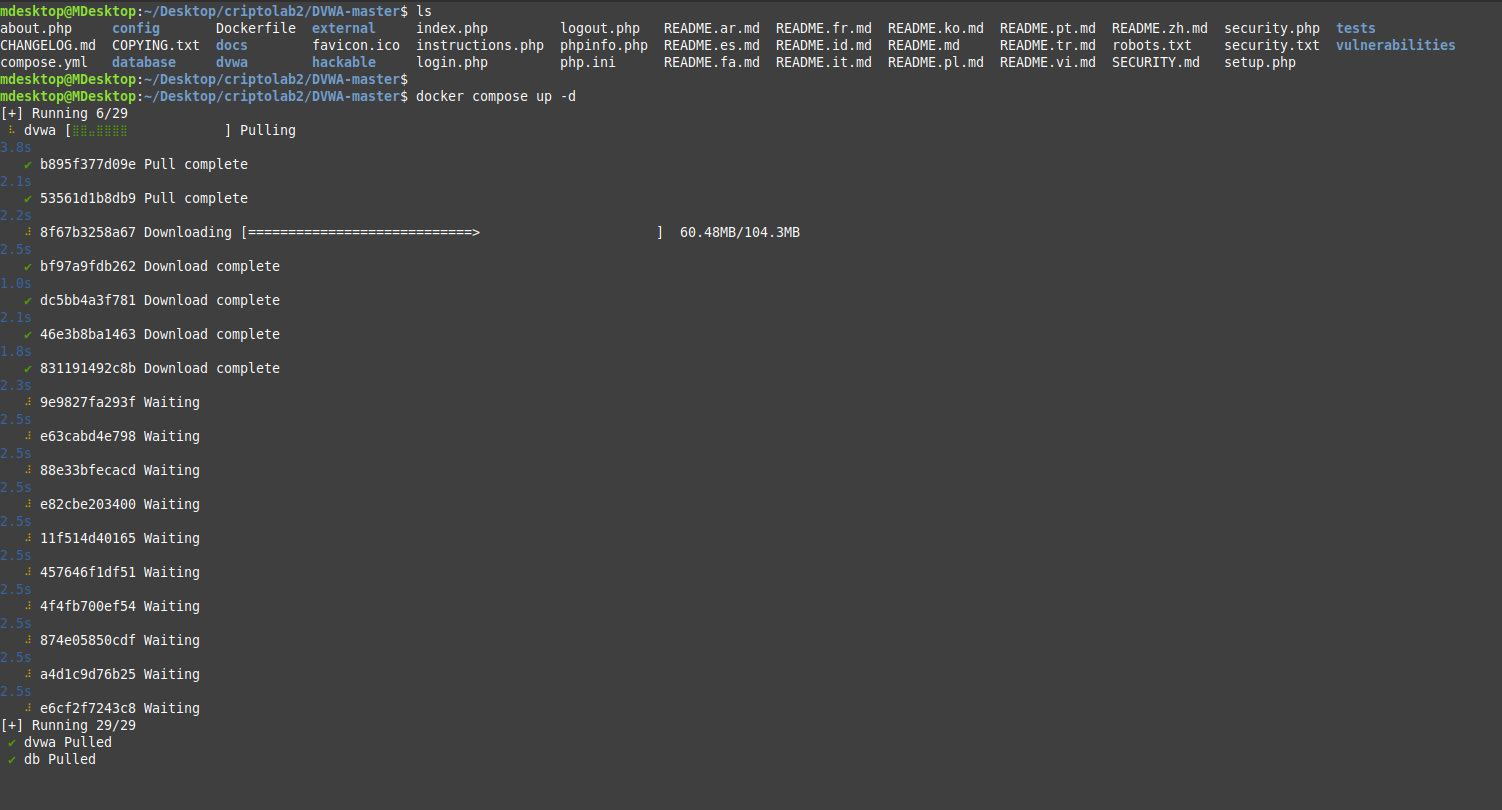 mdesktop@MDesktop:~/Desktop/criptolab2/DVWA-master$ ls
about.php config Dockerfile external index.php logout.php README.ar.md README.fr.md README.ko.md README.pt.md README.zh.md security.php tests
CHANGELOG.md COPYING.txt docs favicon.ico instructions.php phpinfo.php README.es.md README.id.md README.md README.tr.md robots.txt security.txt vulnerabilities
compose.yml database dvwa hackable login.php php.ini README.fa.md README.it.md README.pl.md README.vi.md SECURITY.md setup.php
mdesktop@MDesktop:~/Desktop/criptolab2/DVWA-master$
mdesktop@MDesktop:~/Desktop/criptolab2/DVWA-master$ docker compose up -d
[+] Running 6/29
⠧ dvwa [⣿⣿⣤⣿⣿⣿⣿] Pulling
3.8s
✔ b895f377d09e Pull complete
2.1s
✔ 53561d1b8db9 Pull complete
2.2s
⠼ 8f67b3258a67 Downloading [============================> ] 60.48MB/104.3MB
2.5s
✔ bf97a9fdb262 Download complete
1.0s
✔ dc5bb4a3f781 Download complete
2.1s
✔ 46e3b8ba1463 Download complete
1.8s
✔ 831191492c8b Download complete
2.3s
⠼ 9e9827fa293f Waiting
2.5s
⠼ e63cabd4e798 Waiting
2.5s
⠼ 88e33bfecacd Waiting
2.5s
⠼ e82cbe203400 Waiting
2.5s
⠼ 11f514d40165 Waiting
2.5s
⠼ 457646f1df51 Waiting
2.5s
⠼ 4f4fb700ef54 Waiting
2.5s
⠼ 874e05850cdf Waiting
2.5s
⠼ a4d1c9d76b25 Waiting
2.5s
⠼ e6cf2f7243c8 Waiting
[+] Running 29/29
✔ dvwa Pulled
✔ db Pulled